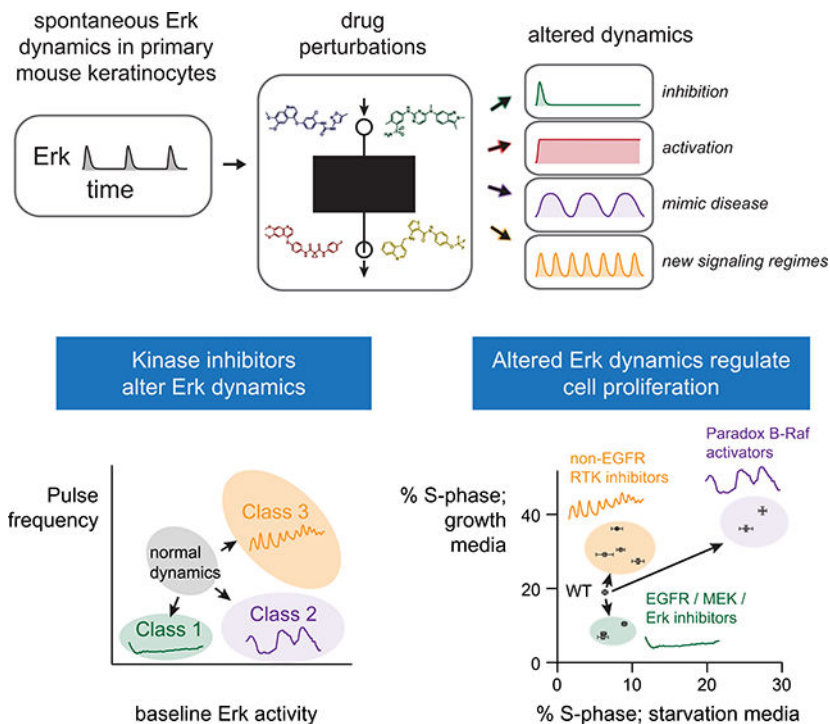 spontaneous Erk
dynamics in primary
mouse keratinocytes
Erk
time
drug
perturbations
altered dynamics
inhibition
activation
mimic disease
new signaling regimes
Kinase inhibitors
alter Erk dynamics
Pulse
frequency
Class 3
normal
dynamics
Class 1
Class 2
baseline Erk activity
Altered Erk dynamics regulate
cell proliferation
Paradox B-Raf
activators
non-EGFR
RTK inhibitors
% S-phase;
growth
media
40
20
0
WT
EGFR / MEK /
Erk inhibitors
0
10
20
30
% S-phase; starvation media